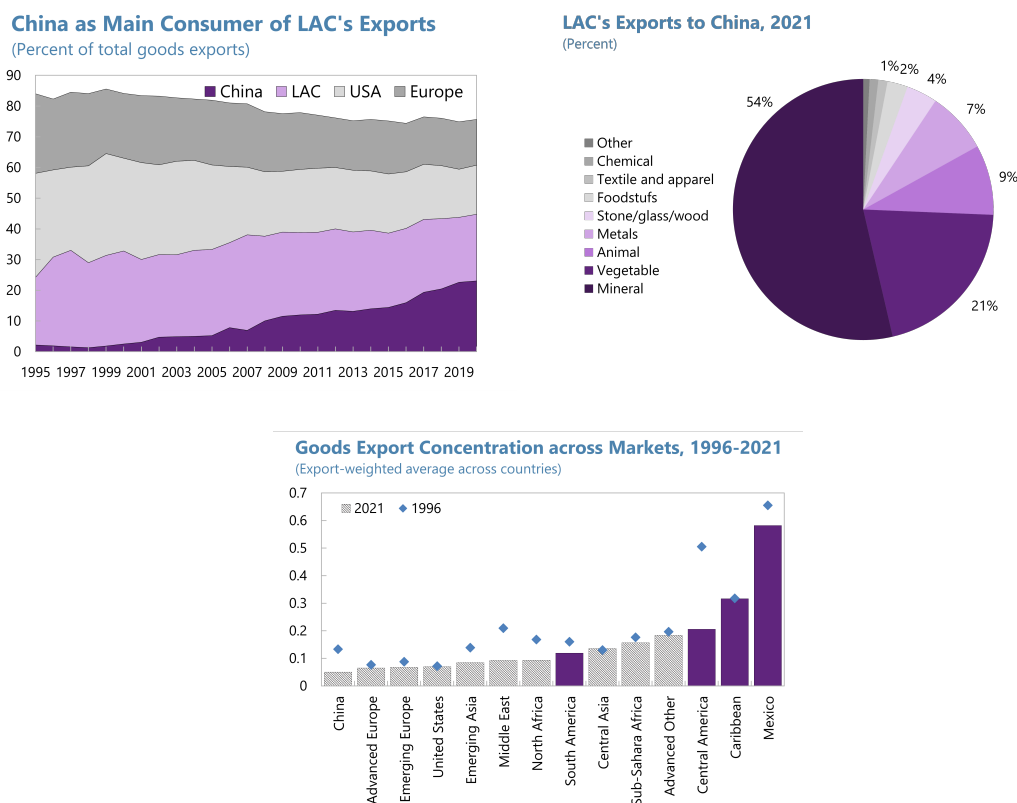 China as Main Consumer of LAC's Exports
(Percent of total goods exports)
90
80
70
60
50
40
30
20
10
0
China LAC USA Europe
1995 1997 1999 2001 2003 2005 2007 2009 2011 2013 2015 2017 2019
LAC's Exports to China, 2021
(Percent)
Other
Chemical
Textile and apparel
Foodstufs
Stone/glass/wood
Metals
Animal
Vegetable
Mineral
54%
1%
2%
4%
7%
9%
21%
Goods Export Concentration across Markets, 1996-2021
(Export-weighted average across countries)
0.7
0.6
0.5
0.4
0.3
0.2
0.1
0
2021 1996
China
Advanced Europe
Emerging Europe
United States
Emerging Asia
Middle East
North Africa
South America
Central Asia
Sub-Sahara Africa
Advanced Other
Central America
Caribbean
Mexico